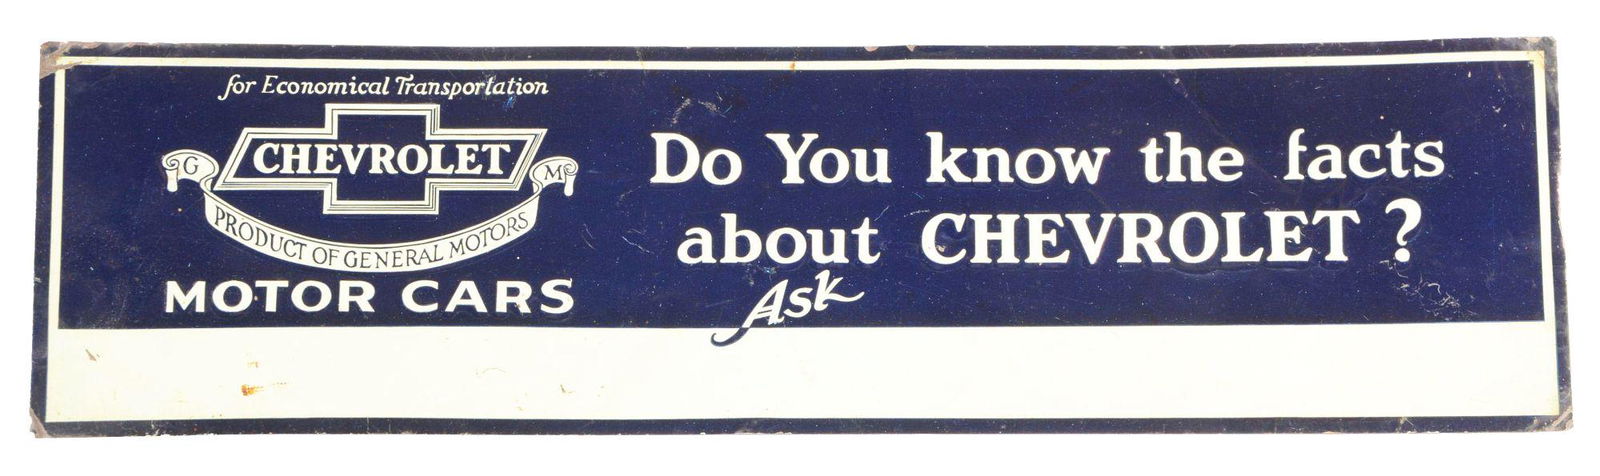 for Economical Transportation
CHEVROLET
G M
PRODUCT OF GENERAL MOTORS
MOTOR CARS
Do You know the facts
about CHEVROLET ?
Ask